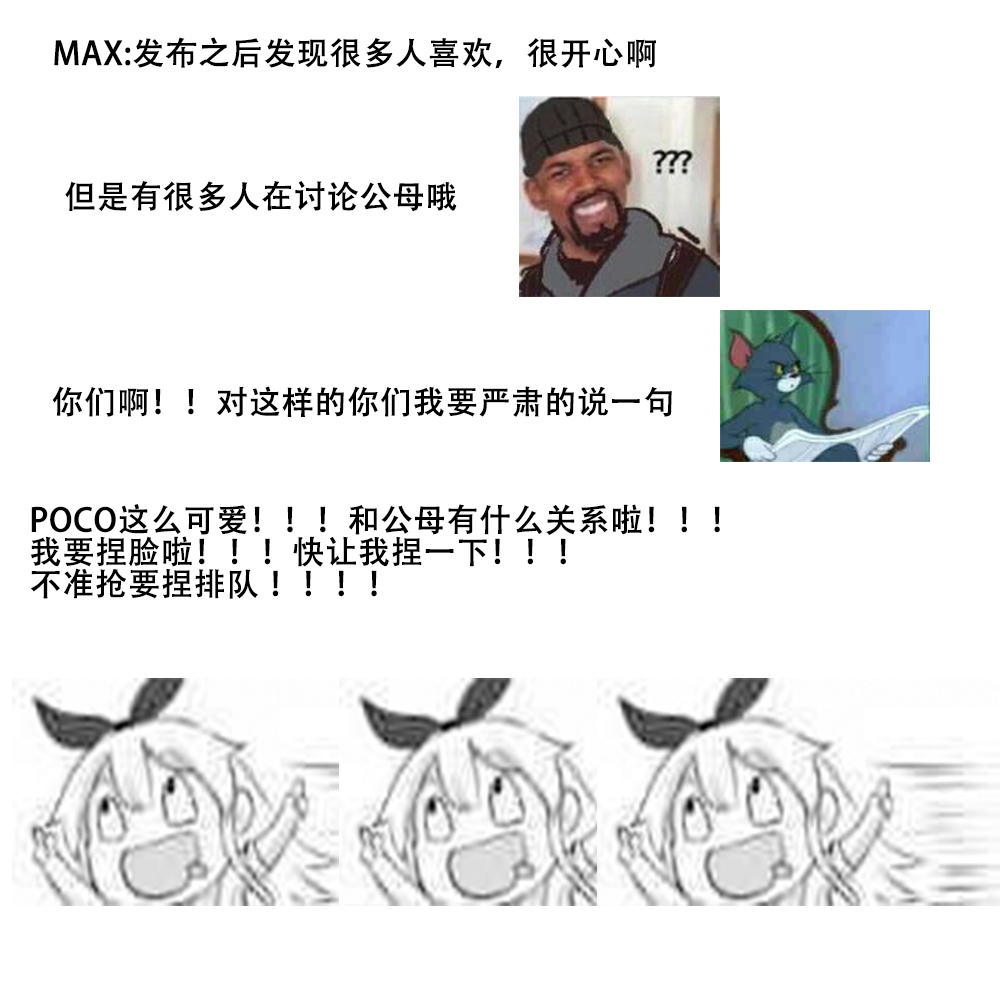 MAX:发布之后发现很多人喜欢，很开心啊
???
但是有很多人在讨论公母哦
你们啊！！对这样的你们我要严肃的说一句
POCO这么可爱！！！和公母有什么关系啦！！！
我要捏脸啦！！！快让我捏一下！！！
不准抢要捏排队！！！！